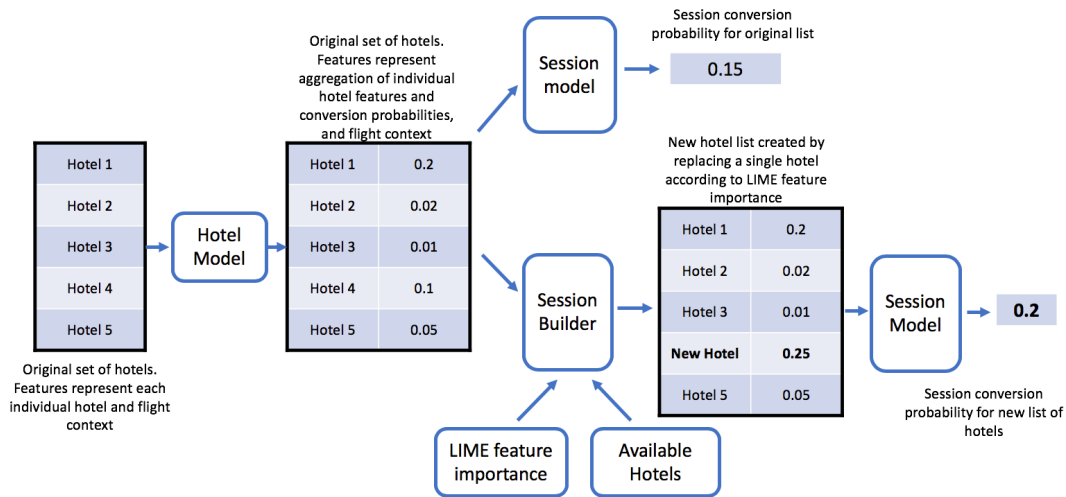 Original set of hotels.
Features represent
aggregation of individual
hotel features and
conversion probabilities,
and flight context
Session conversion
probability for original list
Session
model
0.15
Hotel 1
Hotel 2
Hotel 3
Hotel 4
Hotel 5
Original set of hotels.
Features represent each
individual hotel and flight
context
Hotel
Model
Hotel 1 0.2
Hotel 2 0.02
Hotel 3 0.01
Hotel 4 0.1
Hotel 5 0.05
Session
Builder
LIME feature
importance
Available
Hotels
New hotel list created by
replacing a single hotel
according to LIME feature
importance
Hotel 1 0.2
Hotel 2 0.02
Hotel 3 0.01
New Hotel 0.25
Hotel 5 0.05
Session
Model
0.2
Session conversion
probability for new list of
hotels